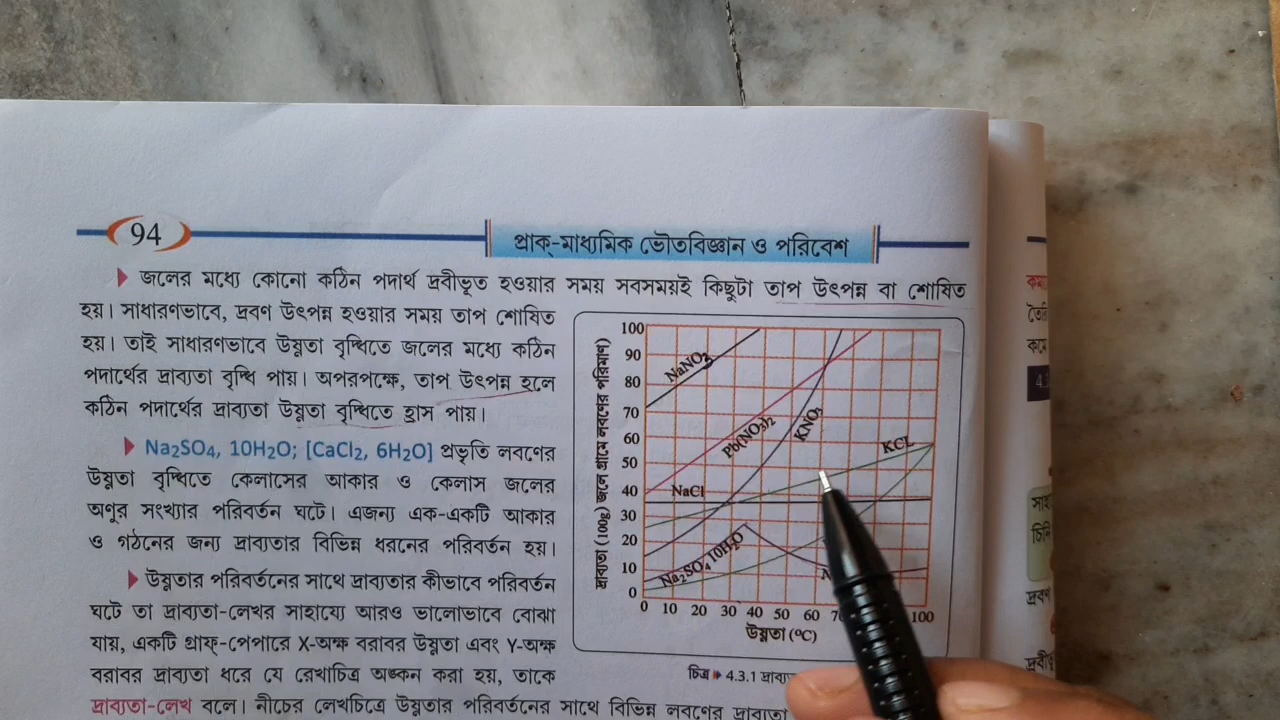 94
প্রাক্-মাধ্যমিক ভৌতবিজ্ঞান ও পরিবেশ
জলের মধ্যে কোনো কঠিন পদার্থ দ্রবীভূত হওয়ার সময় সবসময়ই কিছুটা তাপ উৎপন্ন বা শোষিত
হয়। সাধারণভাবে, দ্রবণ উৎপন্ন হওয়ার সময় তাপ শোষিত
হয়। তাই সাধারণভাবে উষ্ণতা বৃদ্ধিতে জলের মধ্যে কঠিন
পদার্থের দ্রাব্যতা বৃদ্ধি পায়। অপরপক্ষে, তাপ উৎপন্ন হলে
কঠিন পদার্থের দ্রাব্যতা উষ্ণতা বৃদ্ধিতে হ্রাস পায়।
Na₂SO₄, 10H₂O; [CaCl₂, 6H₂O] প্রভৃতি লবণের
উষ্ণতা বৃদ্ধিতে কেলাসের আকার ও কেলাস জলের
অণুর সংখ্যার পরিবর্তন ঘটে। এজন্য এক-একটি আকার
ও গঠনের জন্য দ্রাব্যতার বিভিন্ন ধরনের পরিবর্তন হয়।
উষ্ণতার পরিবর্তনের সাথে দ্রাব্যতার কীভাবে পরিবর্তন
ঘটে তা দ্রাব্যতা-লেখর সাহায্যে আরও ভালোভাবে বোঝা
যায়, একটি গ্রাফ্-পেপারে X-অক্ষ বরাবর উষ্ণতা এবং Y-অক্ষ
বরাবর দ্রাব্যতা ধরে যে রেখাচিত্র অঙ্কন করা হয়, তাকে
দ্রাব্যতা-লেখ বলে। নীচের লেখচিত্রে উষ্ণতার পরিবর্তনের সাথে বিভিন্ন লবণের দ্রাব্যতা
দ্রাব্যতা (100g) জলে গ্রামে লবণের পরিমাণ)
100
90
80
70
60
50
40
30
20
10
0
NaNO₃
Pb(NO₃)₂
KNO₃
KCL
NaCl
Na₂SO₄10H₂O
0 10 20 30 40 50 60 100
উষ্ণতা (°C)
চিত্র 4.3.1